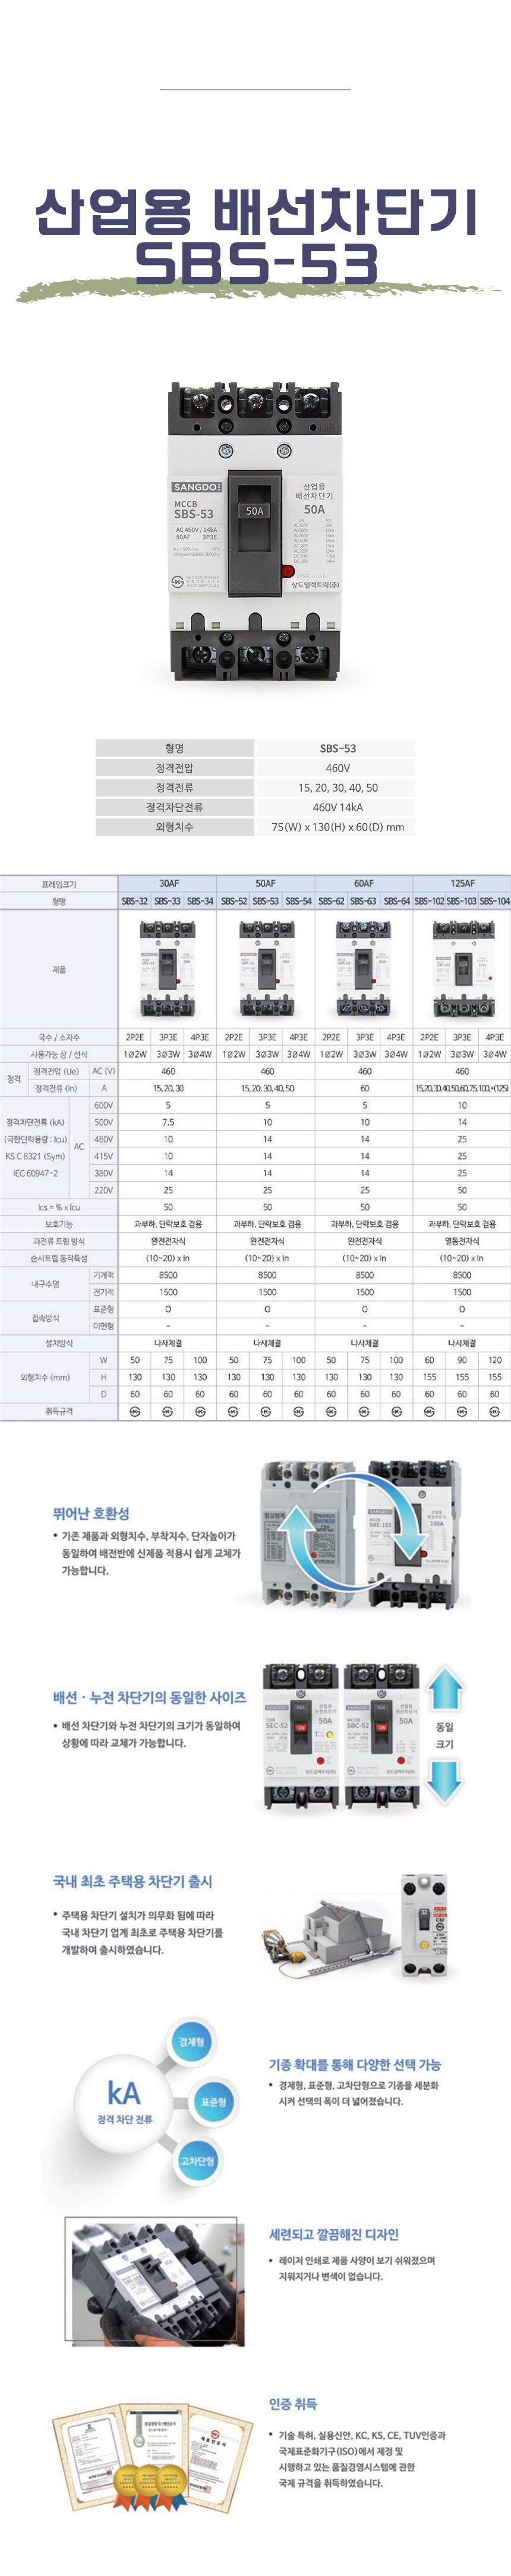 산업용 배선차단기
SBS-53
SANGDO
MCCB
SBS-53
AC 460V / 14kA
50AF 3P3E
50A
산업용
배선차단기
50A
상도일렉트릭(주)
형명 SBS-53
정격전압 460V
정격전류 15, 20, 30, 40, 50
정격차단전류 460V 14kA
외형치수 75(W) x 130(H) x 60(D) mm
프레임크기 30AF 50AF 60AF 125AF
형명 SBS-32 SBS-33 SBS-34 SBS-52 SBS-53 SBS-54 SBS-62 SBS-63 SBS-64 SBS-102 SBS-103 SBS-104
제품
극수 / 소자수 2P2E 3P3E 4P3E 2P2E 3P3E 4P3E 2P2E 3P3E 4P3E 2P2E 3P3E 4P3E
사용가능 상 / 선식 1Ø2W 3Ø3W 3Ø4W 1Ø2W 3Ø3W 3Ø4W 1Ø2W 3Ø3W 3Ø4W 1Ø2W 3Ø3W 3Ø4W
정격 정격전압 (Ue) AC (V) 460 460 460 460
정격전류 (In) A 15, 20, 30 15, 20, 30, 40, 50 60 15,20,30,40,50,60,75,100,+(125)
정격차단전류 (kA)
(극한단락용량 : Icu)
KS C 8321 (Sym)
IEC 60947-2
AC
600V 5 5 5 10
500V 7.5 10 10 14
460V 10 14 14 25
415V 10 14 14 25
380V 14 14 14 25
220V 25 25 25 50
Ics = % x Icu 50 50 50 50
보호기능 과부하, 단락보호 겸용 과부하, 단락보호 겸용 과부하, 단락보호 겸용 과부하, 단락보호 겸용
과전류 트립 방식 완전전자식 완전전자식 완전전자식 열동전자식
순시트립 동작특성 (10~20) x In (10~20) x In (10~20) x In (10~20) x In
내구수명 기계적 8500 8500 8500 8500
전기적 1500 1500 1500 1500
접속방식 표준형 O O O O
이면형 - - - -
설치방식 나사체결 나사체결 나사체결 나사체결
외형치수 (mm) W 50 75 100 50 75 100 50 75 100 60 90 120
H 130 130 130 130 130 130 130 130 130 155 155 155
D 60 60 60 60 60 60 60 60 60 60 60 60
취득규격
뛰어난 호환성
• 기존 제품과 외형치수, 부착치수, 단자높이가
동일하여 배전반에 신제품 적용시 쉽게 교체가
가능합니다.
SANGDO
MCCB
SBE-103
100A
배선 · 누전 차단기의 동일한 사이즈
• 배선 차단기와 누전 차단기의 크기가 동일하여
상황에 따라 교체가 가능합니다.
SEC-52
50A
SBC-52
50A
동일
크기
국내 최초 주택용 차단기 출시
• 주택용 차단기 설치가 의무화 됨에 따라
국내 차단기 업계 최초로 주택용 차단기를
개발하여 출시하였습니다.
C32
kA
정격 차단 전류
경제형
표준형
고차단형
기종 확대를 통해 다양한 선택 가능
• 경제형, 표준형, 고차단형으로 기종을 세분화
시켜 선택의 폭이 더 넓어졌습니다.
세련되고 깔끔해진 디자인
• 레이저 인쇄로 제품 사양이 보기 쉬워졌으며
지워지거나 변색이 없습니다.
인증 취득
• 기술 특허, 실용신안, KC, KS, CE, TUV인증과
국제표준화기구(ISO)에서 제정 및
시행하고 있는 품질경영시스템에 관한
국제 규격을 취득하였습니다.